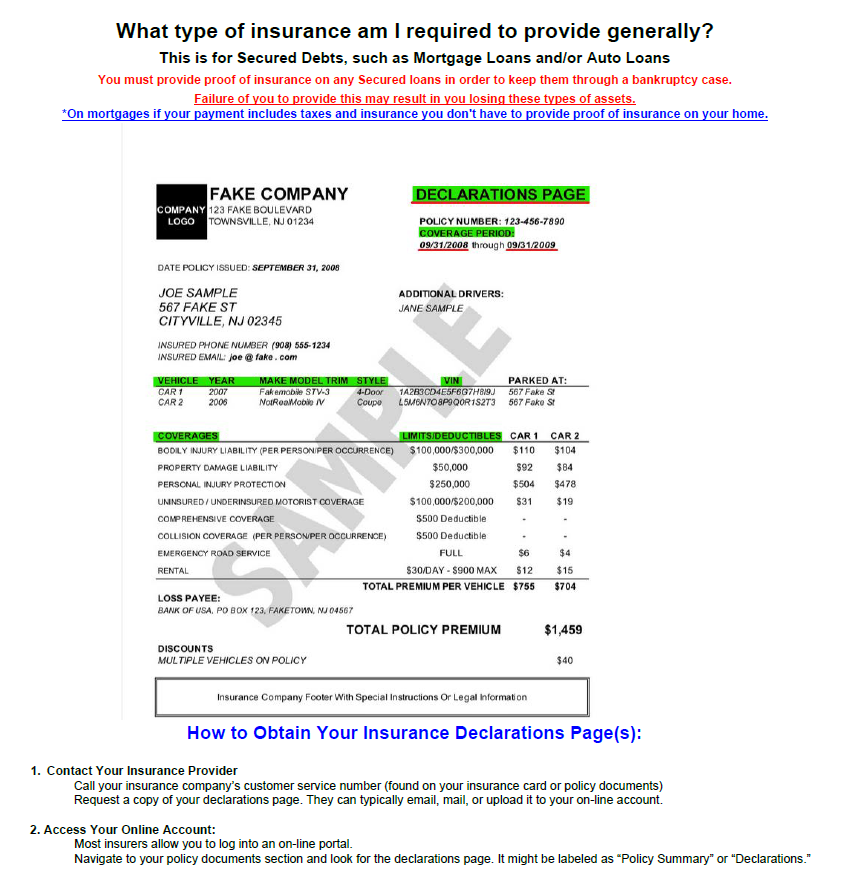 What type of insurance am I required to provide generally?
This is for Secured Debts, such as Mortgage Loans and/or Auto Loans
You must provide proof of insurance on any Secured loans in order to keep them through a bankruptcy case.
Failure of you to provide this may result in you losing these types of assets.
*On mortgages if your payment includes taxes and insurance you don't have to provide proof of insurance on your home.
COMPANY LOGO
FAKE COMPANY
123 FAKE BOULEVARD
TOWNSVILLE, NJ 01234
DECLARATIONS PAGE
POLICY NUMBER: 123-456-7890
COVERAGE PERIOD:
09/31/2008 through 09/31/2009
DATE POLICY ISSUED: SEPTEMBER 31, 2008
JOE SAMPLE
567 FAKE ST
CITYVILLE, NJ 02345
ADDITIONAL DRIVERS:
JANE SAMPLE
INSURED PHONE NUMBER (908) 555-1234
INSURED EMAIL: joe @ fake . com
VEHICLE YEAR MAKE MODEL TRIM STYLE VIN PARKED AT:
CAR 1 2007 Fakemobile STV-3 4-Door 1A2B3CD4E5F6G7H8I9J 567 Fake St
CAR 2 2006 NotRealMobile IV Coupe L5M6N7O8P9Q0R1S2T3 567 Fake St
COVERAGES LIMITS/DEDUCTIBLES CAR 1 CAR 2
BODILY INJURY LIABILITY (PER PERSON/PER OCCURRENCE) $100,000/$300,000 $110 $104
PROPERTY DAMAGE LIABILITY $50,000 $92 $84
PERSONAL INJURY PROTECTION $250,000 $504 $478
UNINSURED / UNDERINSURED MOTORIST COVERAGE $100,000/$200,000 $31 $19
COMPREHENSIVE COVERAGE $500 Deductible - -
COLLISION COVERAGE (PER PERSON/PER OCCURRENCE) $500 Deductible - -
EMERGENCY ROAD SERVICE FULL $6 $4
RENTAL $30/DAY - $900 MAX $12 $15
TOTAL PREMIUM PER VEHICLE $755 $704
LOSS PAYEE:
BANK OF USA, PO BOX 123, FAKETOWN, NJ 04567
TOTAL POLICY PREMIUM $1,459
DISCOUNTS
MULTIPLE VEHICLES ON POLICY $40
SAMPLE
Insurance Company Footer With Special Instructions Or Legal Information
How to Obtain Your Insurance Declarations Page(s):
1. Contact Your Insurance Provider
Call your insurance company's customer service number (found on your insurance card or policy documents)
Request a copy of your declarations page. They can typically email, mail, or upload it to your on-line account.
2. Access Your Online Account:
Most insurers allow you to log into an on-line portal.
Navigate to your policy documents section and look for the declarations page. It might be labeled as “Policy Summary” or “Declarations.”